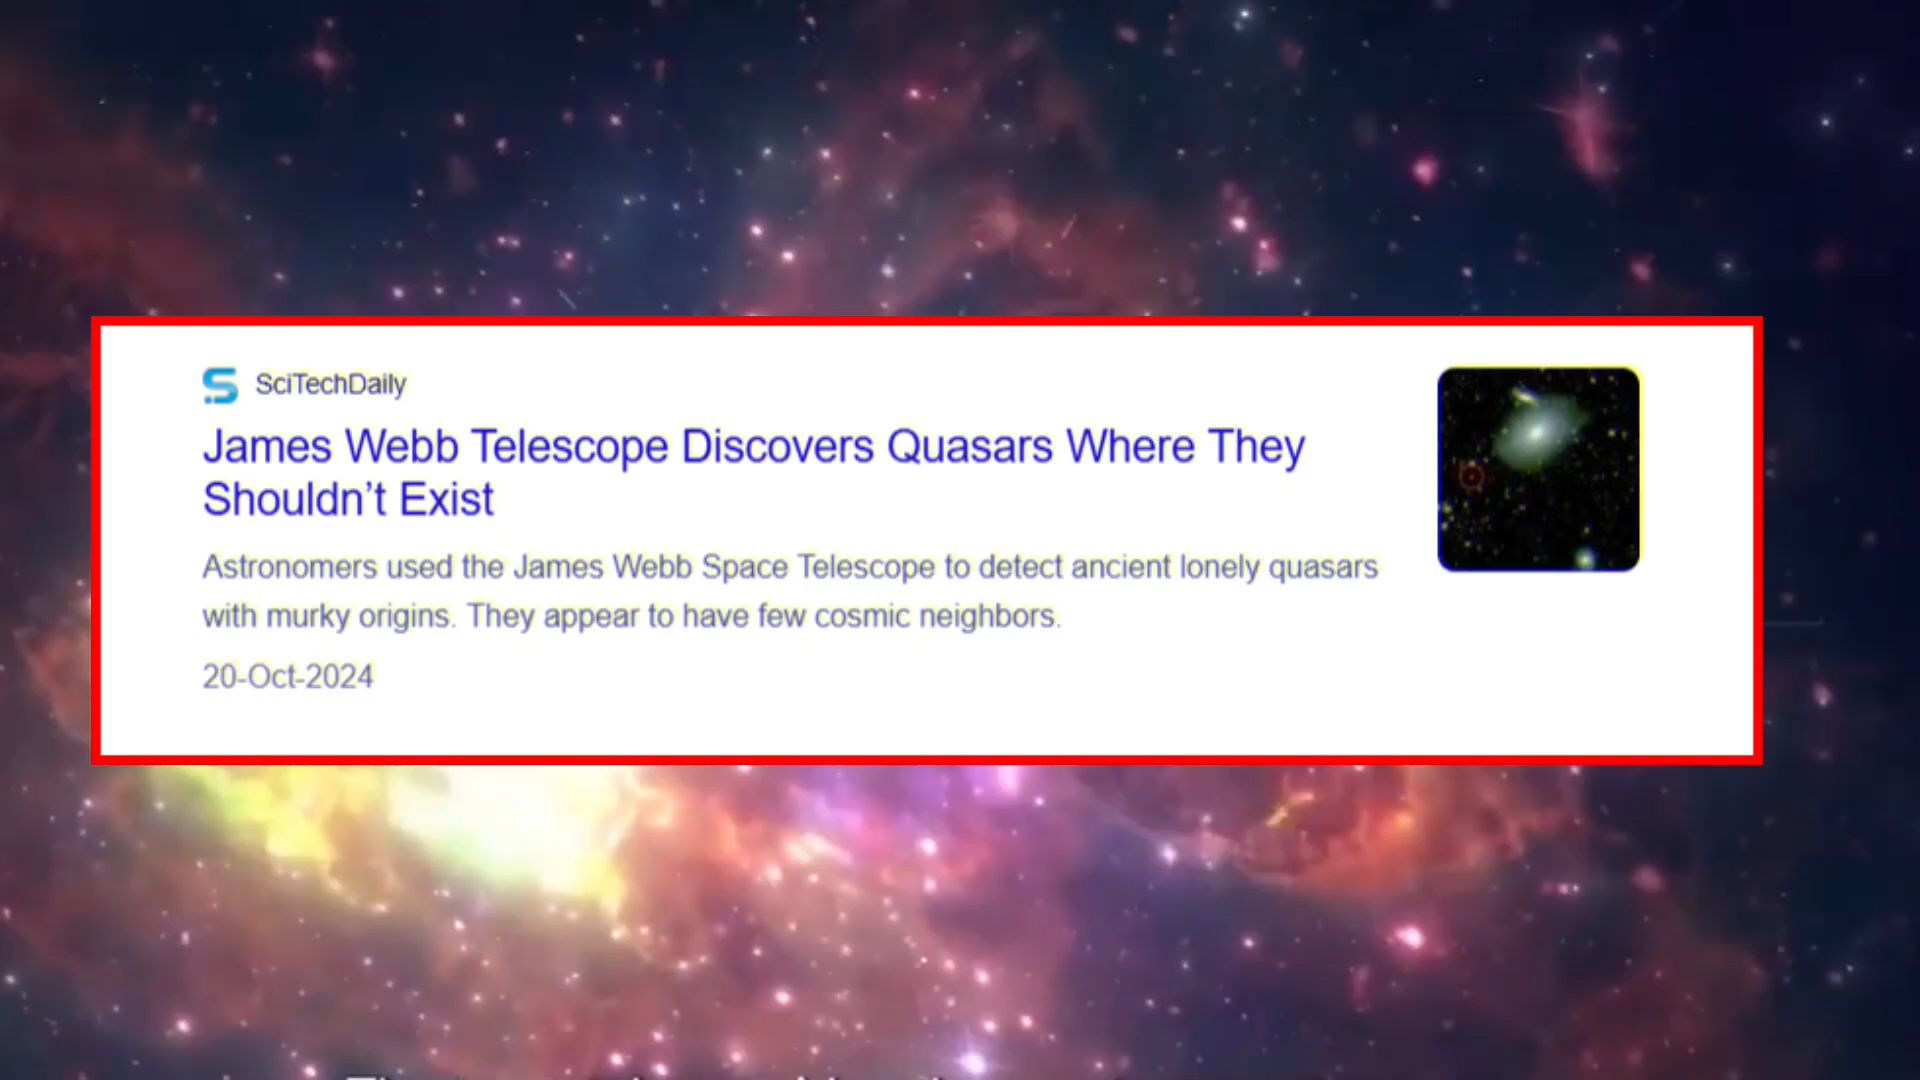 SciTechDaily
James Webb Telescope Discovers Quasars Where They
Shouldn’t Exist
Astronomers used the James Webb Space Telescope to detect ancient lonely quasars
with murky origins. They appear to have few cosmic neighbors.
20-Oct-2024